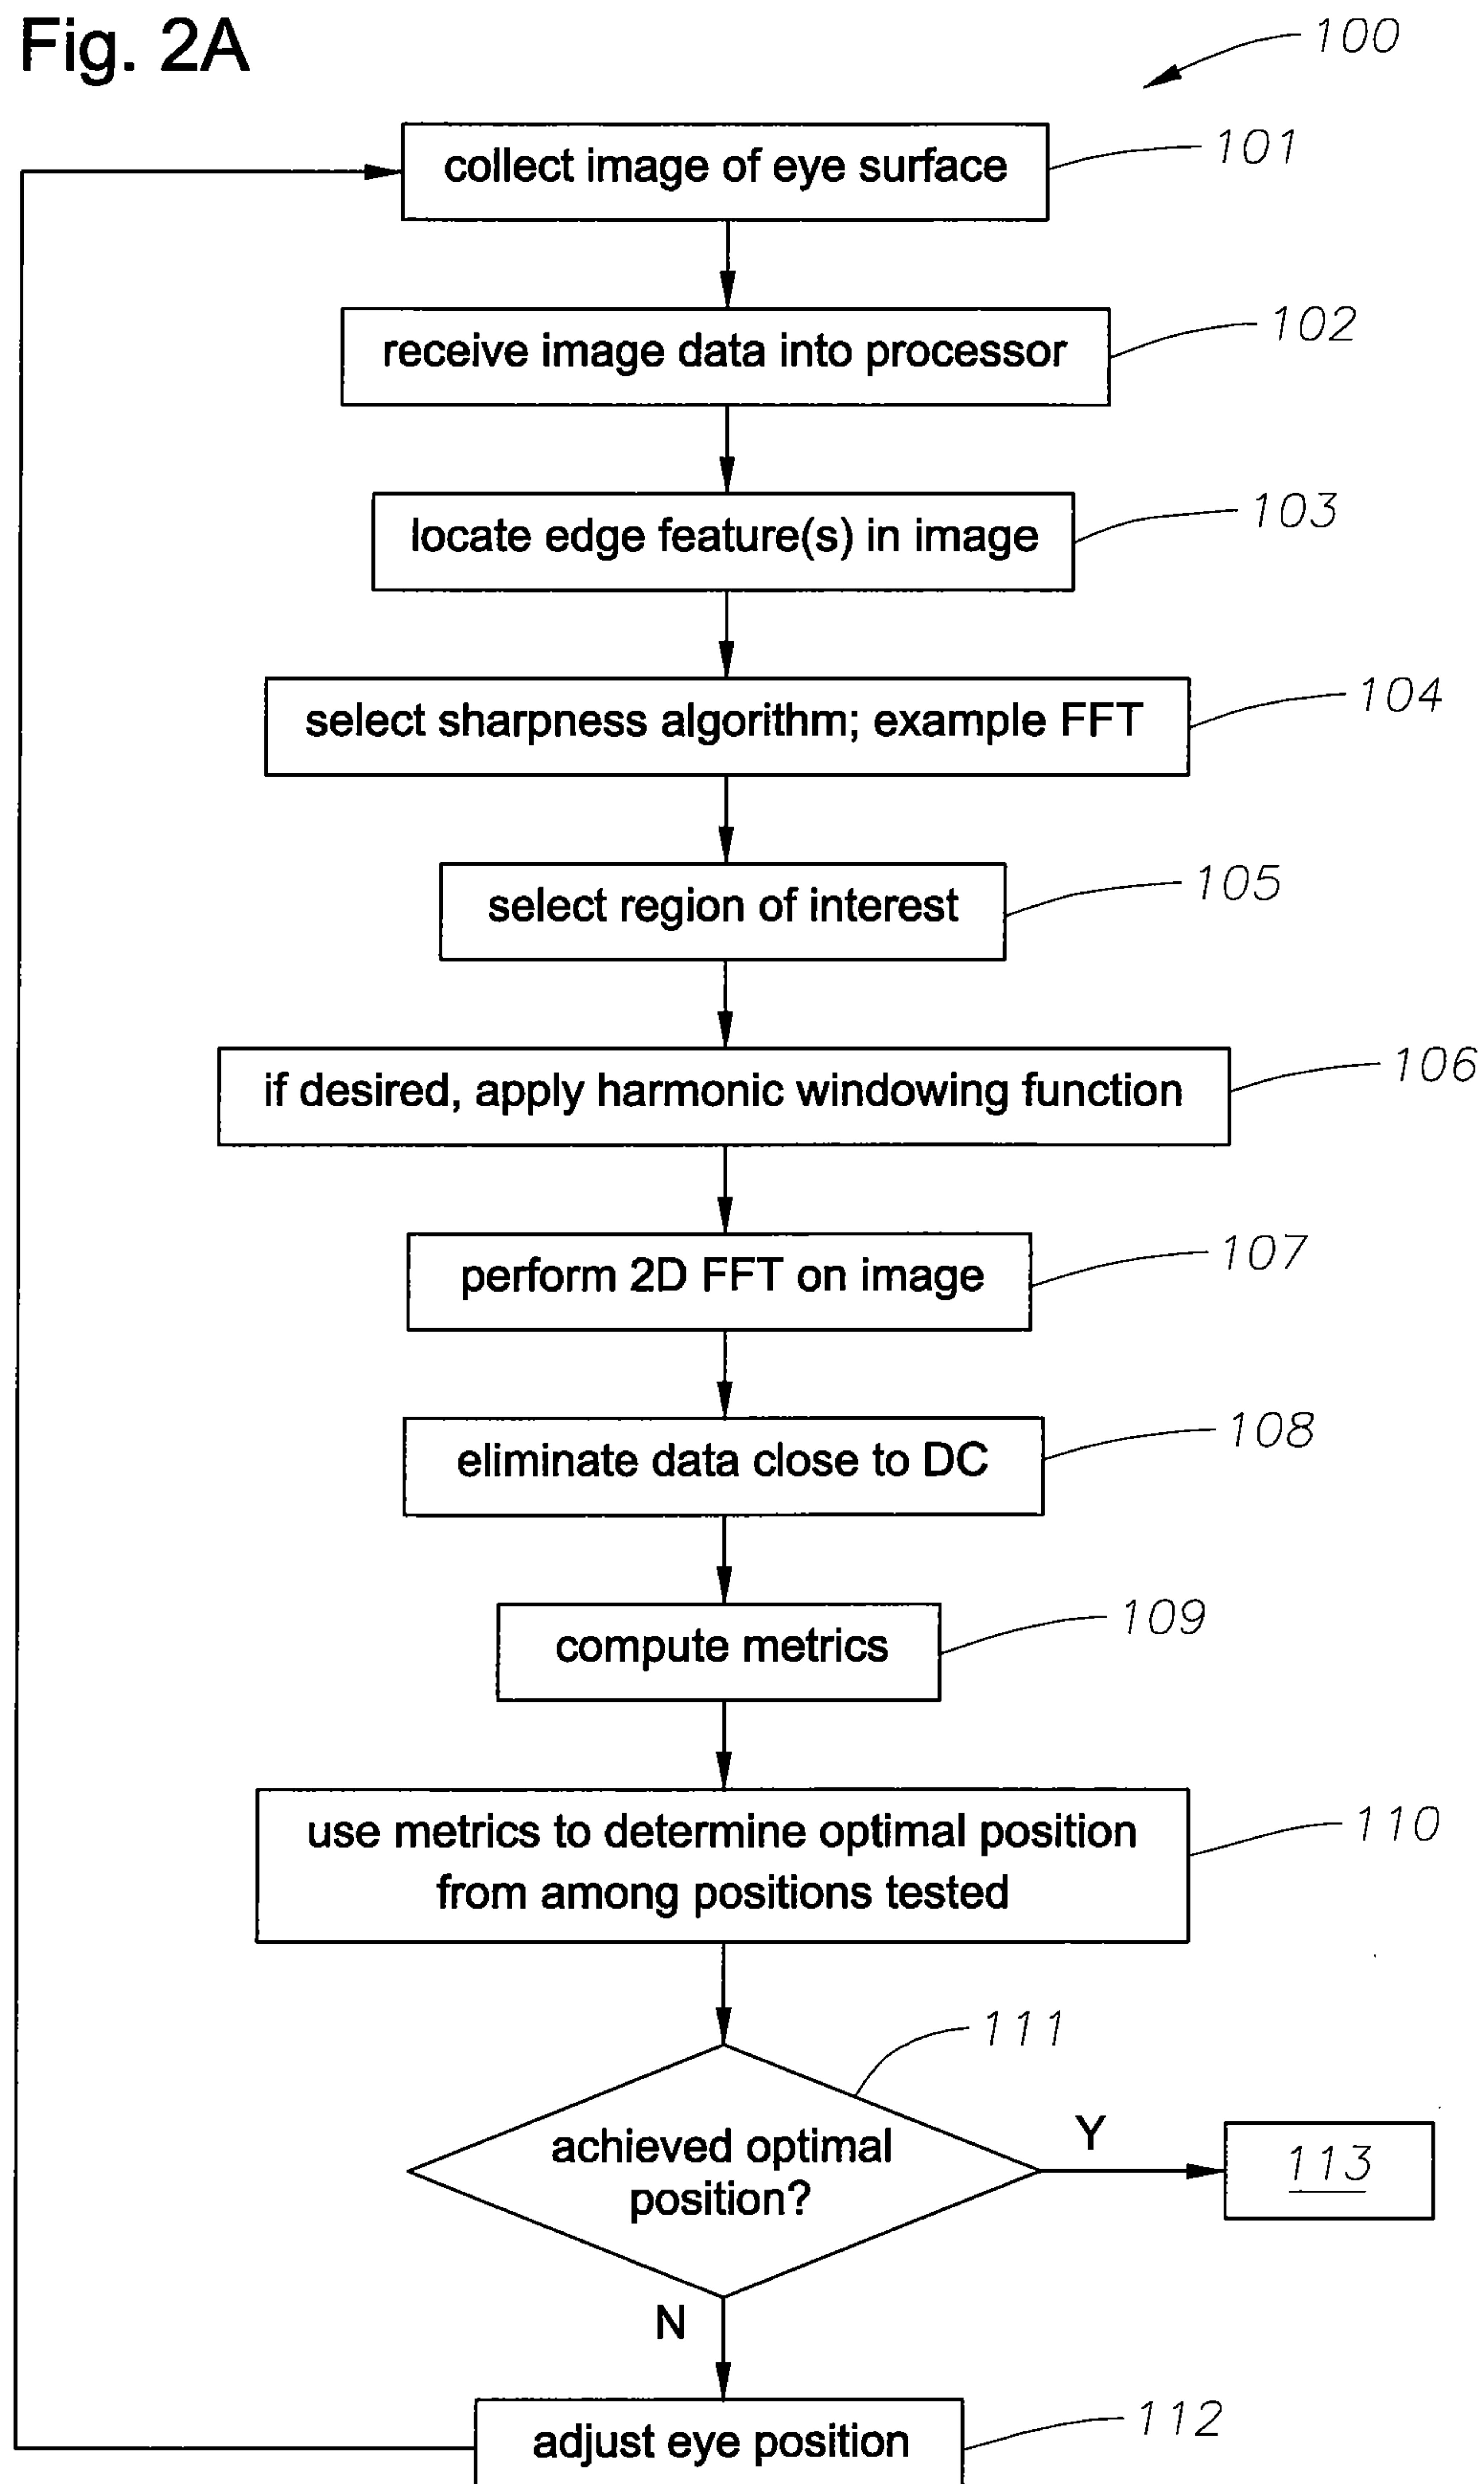 Fig. 2A
100
collect image of eye surface
101
receive image data into processor
102
locate edge feature(s) in image
103
select sharpness algorithm; example FFT
104
select region of interest
105
if desired, apply harmonic windowing function
106
perform 2D FFT on image
107
eliminate data close to DC
108
compute metrics
109
use metrics to determine optimal position
from among positions tested
110
111
achieved optimal
position?
Y
113
N
adjust eye position
112